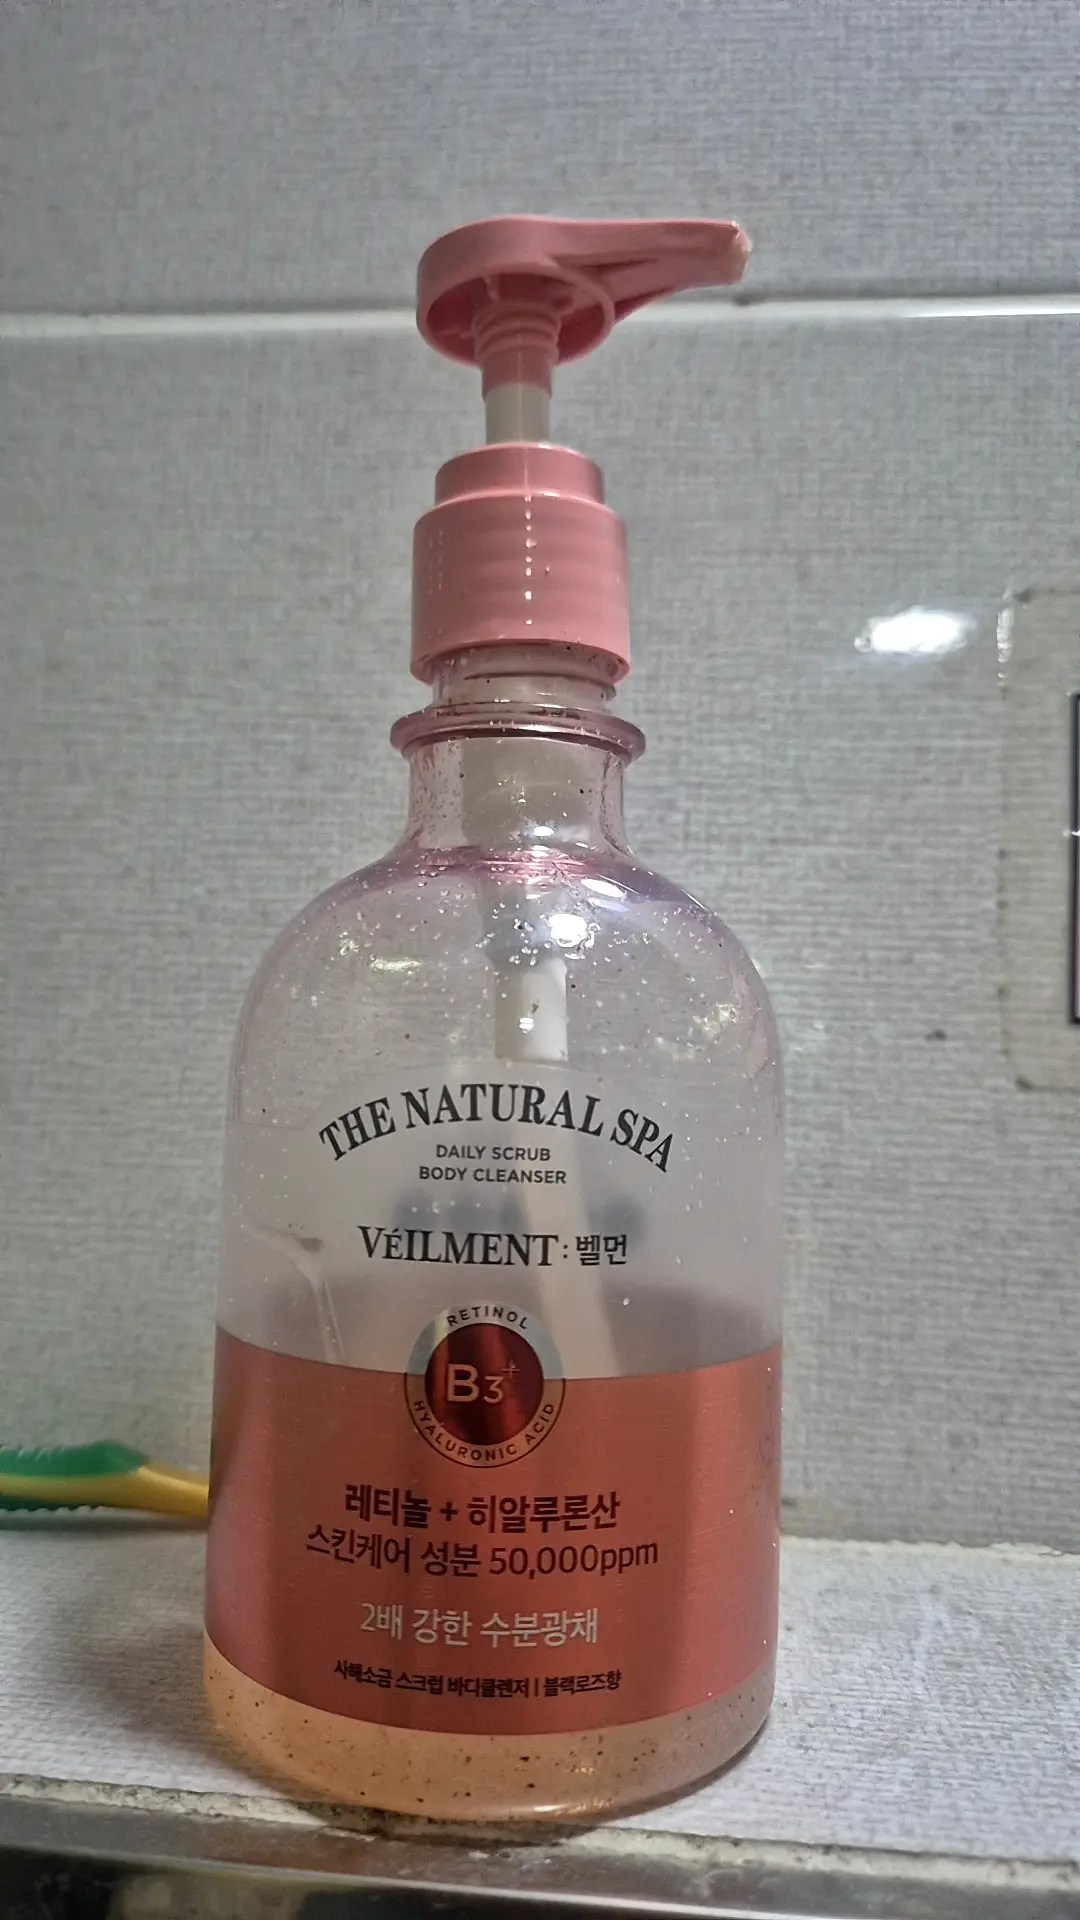 THE NATURAL SPA
DAILY SCRUB
BODY CLEANSER
VéILMENT : 벨먼
RETINOL
B3+
HYALURONIC ACID
레티놀 + 히알루론산
스킨케어 성분 50,000ppm
2배 강한 수분광채
사해소금 스크럽 바디클렌저 | 블랙로즈향